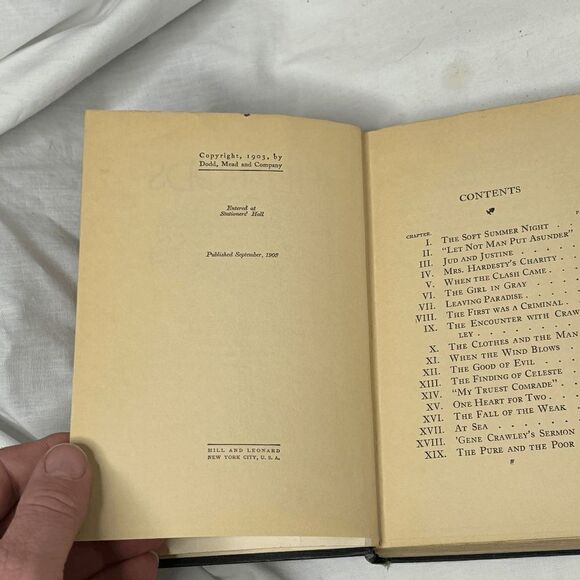 Copyright, 1903, by
Dodd, Mead and Company
Entered at
Stationers' Hall
Published September, 1903
HILL AND LEONARD
NEW YORK CITY, U. S. A.
CONTENTS
CHAPTER
I. THE SOFT SUMMER NIGHT . . .
II. "LET NOT MAN PUT ASUNDER"
III. JUD AND JUSTINE . . .
IV. MRS. HARDESTY'S CHARITY . .
V. WHEN THE CLASH CAME . . .
VI. THE GIRL IN GRAY . . . .
VII. LEAVING PARADISE . . . .
VIII. THE FIRST WAS A CRIMINAL .
IX. THE ENCOUNTER WITH CRAW
LEY . . . . . . .
X. THE CLOTHES AND THE MAN
XI. WHEN THE WIND BLOWS . .
XII. THE GOOD OF EVIL . . . .
XIII. THE FINDING OF CELESTE . .
XIV. "MY TRUEST COMRADE" . .
XV. ONE HEART FOR TWO . . .
XVI. THE FALL OF THE WEAK . .
XVII. AT SEA . . . . . . .
XVIII. 'GENE CRAWLEY'S SERMON
XIX. THE PURE AND THE POOR